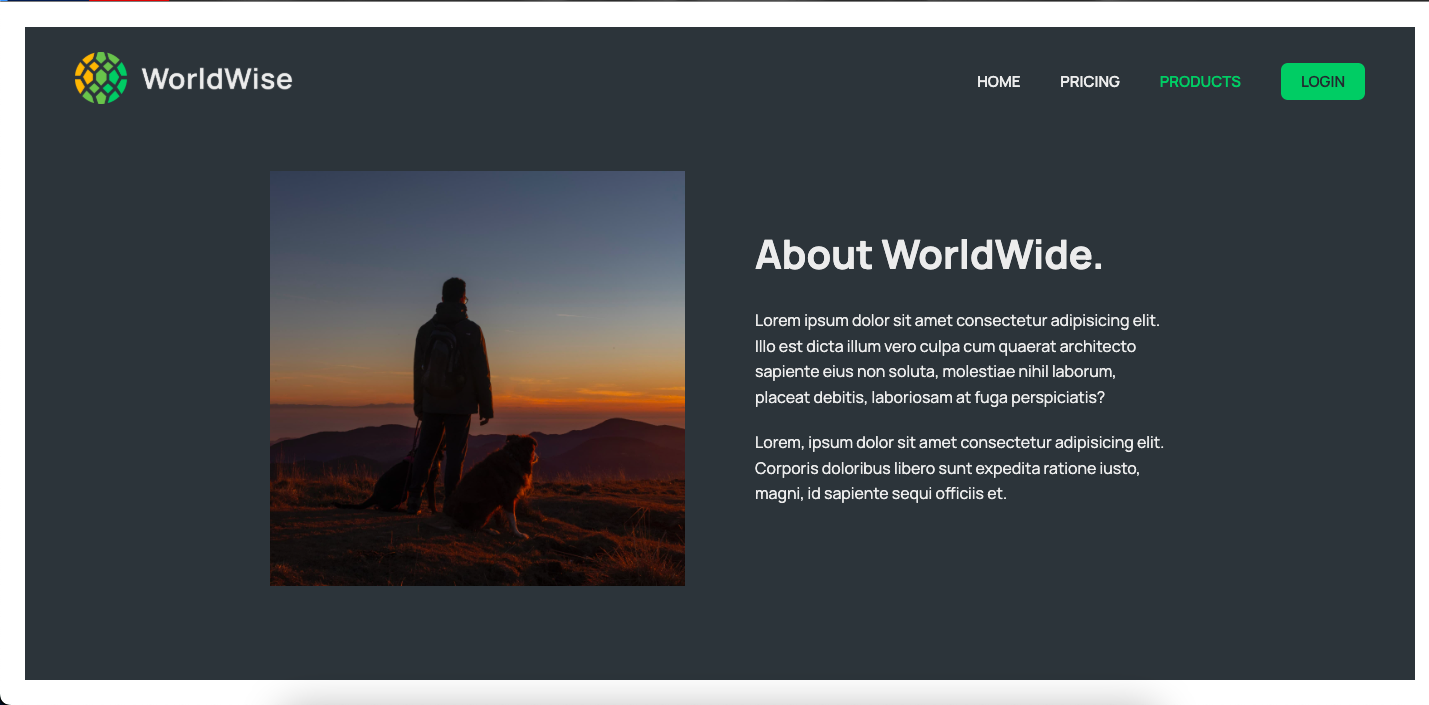 WorldWise
HOME PRICING PRODUCTS LOGIN
About WorldWide.
Lorem ipsum dolor sit amet consectetur adipisicing elit.
Illo est dicta illum vero culpa cum quaerat architecto
sapiente eius non soluta, molestiae nihil laborum,
placeat debitis, laboriosam at fuga perspiciatis?
Lorem, ipsum dolor sit amet consectetur adipisicing elit.
Corporis doloribus libero sunt expedita ratione iusto,
magni, id sapiente sequi officiis et.